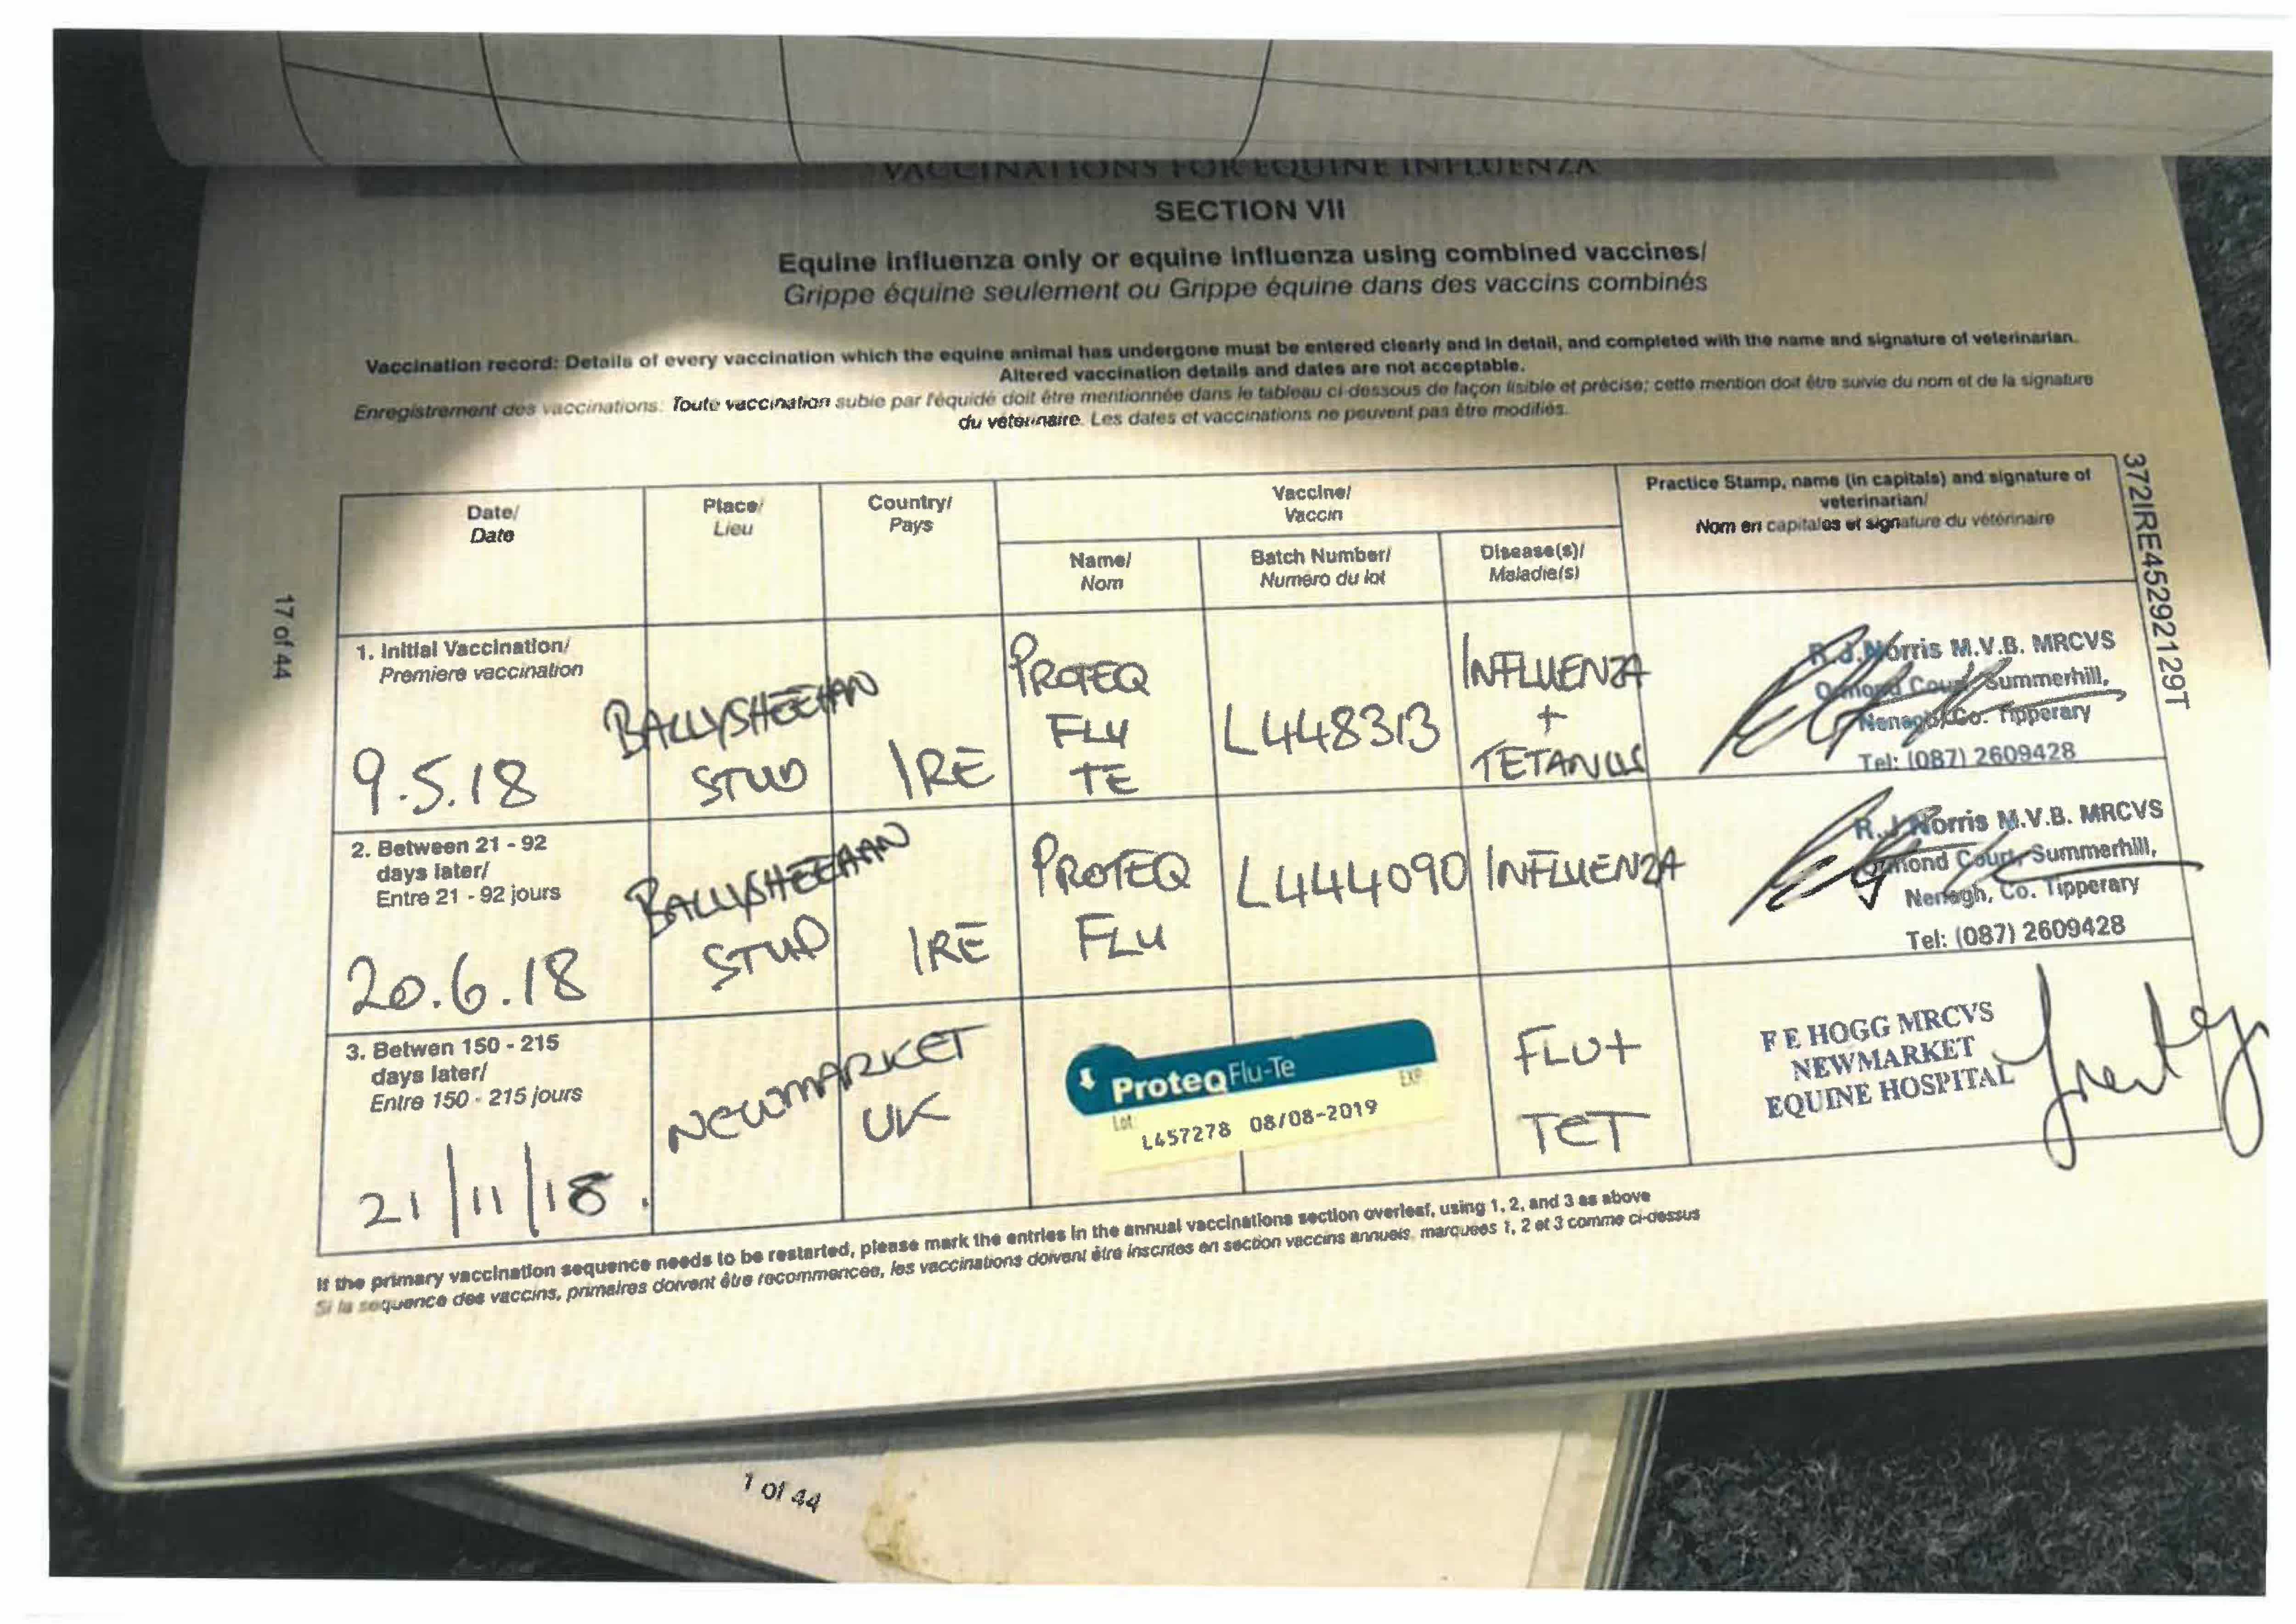 VACCINATIONS FOR EQUINE INFLUENZA
SECTION VII
Equine influenza only or equine influenza using combined vaccines/
Grippe équine seulement ou Grippe équine dans des vaccins combinés
Vaccination record: Details of every vaccination which the equine animal has undergone must be entered clearly and in detail, and completed with the name and signature of veterinarian.
Altered vaccination details and dates are not acceptable.
Enregistrement des vaccinations: Toute vaccination subie par l'équidé doit être mentionnée dans le tableau ci-dessous de façon lisible et précise; cette mention doit être suivie du nom et de la signature
du vétérinaire. Les dates et vaccinations ne peuvent pas être modifiés.
Date/
Date
Place/
Lieu
Country/
Pays
Vaccine/
Vaccin
Name/
Nom
Batch Number/
Numéro du lot
Disease(s)/
Maladie(s)
Practice Stamp, name (in capitals) and signature of
veterinarian/
Nom en capitales et signature du vétérinaire
1. Initial Vaccination/
Premiere vaccination
9.5.18
BALLYSHEEHAN
STUD
IRE
PROTEQ
FLU
TE
L448313
INFLUENZA
+
TETANUS
R.J.Norris M.V.B. MRCVS
Ormond Court, Summerhill,
Nenagh, Co. Tipperary
Tel: (087) 2609428
2. Between 21 - 92
days later/
Entre 21 - 92 jours
20.6.18
BALLYSHEEHAN
STUD
IRE
PROTEQ
FLU
L444090
INFLUENZA
R.J Norris M.V.B. MRCVS
Ormond Court, Summerhill,
Nenagh, Co. Tipperary
Tel: (087) 2609428
3. Betwen 150 - 215
days later/
Entre 150 - 215 jours
21/11/18.
NEWMARKET
UK
ProteqFlu-Te
Lot EXP
L457278 08/08-2019
FLU+
TET
F E HOGG MRCVS
NEWMARKET
EQUINE HOSPITAL
If the primary vaccination sequence needs to be restarted, please mark the entries in the annual vaccinations section overleaf, using 1, 2, and 3 as above
Si la sequence des vaccins, primaires doivent être recommencee, les vaccinations doivent être inscrites en section vaccins annuels, marquees 1, 2 et 3 comme ci-dessus
17 of 44
372IRE452921129T
1 of 44